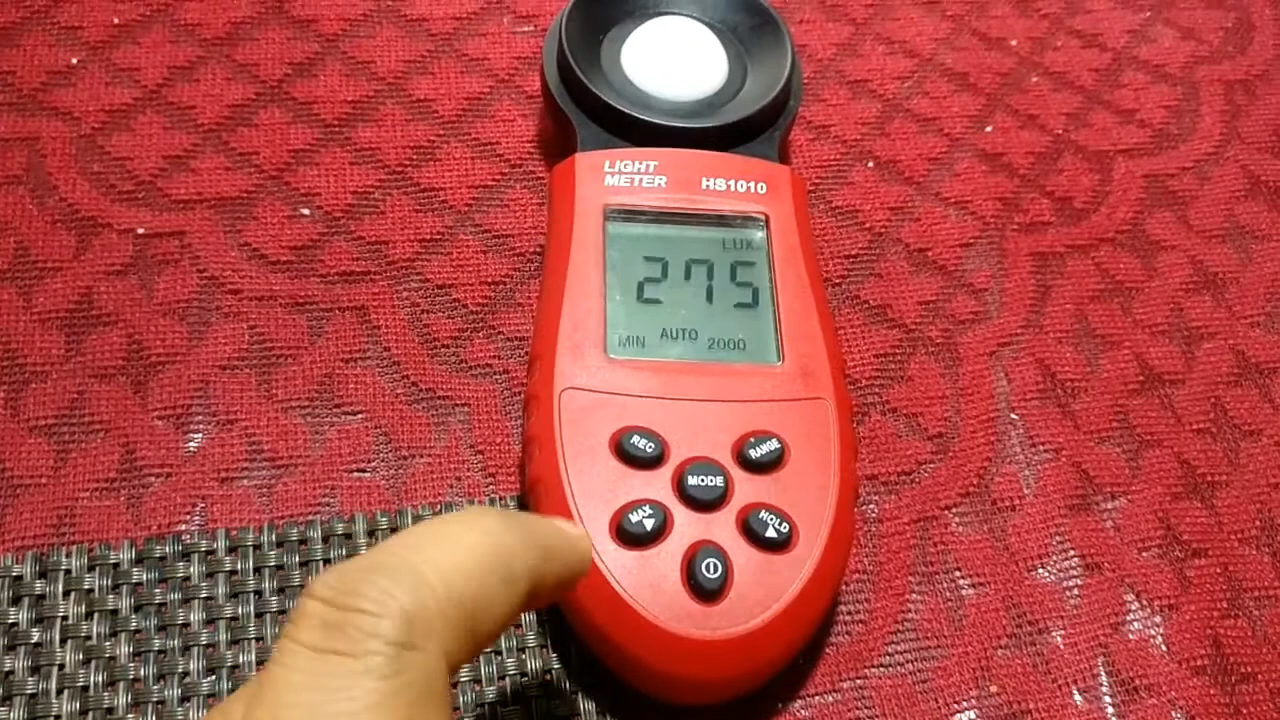 LIGHT
METER
HS1010
LUX
275
AUTO
MIN
2000
REC
RANGE
MODE
MAX
HOLD